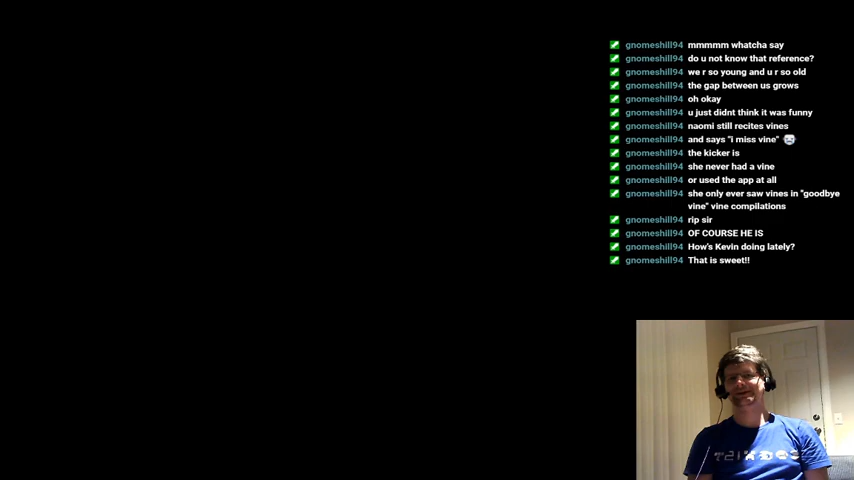 gnomeshill94 mmmmm whatcha say
gnomeshill94 do u not know that reference?
gnomeshill94 we r so young and u r so old
gnomeshill94 the gap between us grows
gnomeshill94 oh okay
gnomeshill94 u just didnt think it was funny
gnomeshill94 naomi still recites vines
gnomeshill94 and says "i miss vine"
gnomeshill94 the kicker is
gnomeshill94 she never had a vine
gnomeshill94 or used the app at all
gnomeshill94 she only ever saw vines in "goodbye
vine" vine compilations
gnomeshill94 rip sir
gnomeshill94 OF COURSE HE IS
gnomeshill94 How's Kevin doing lately?
gnomeshill94 That is sweet!!